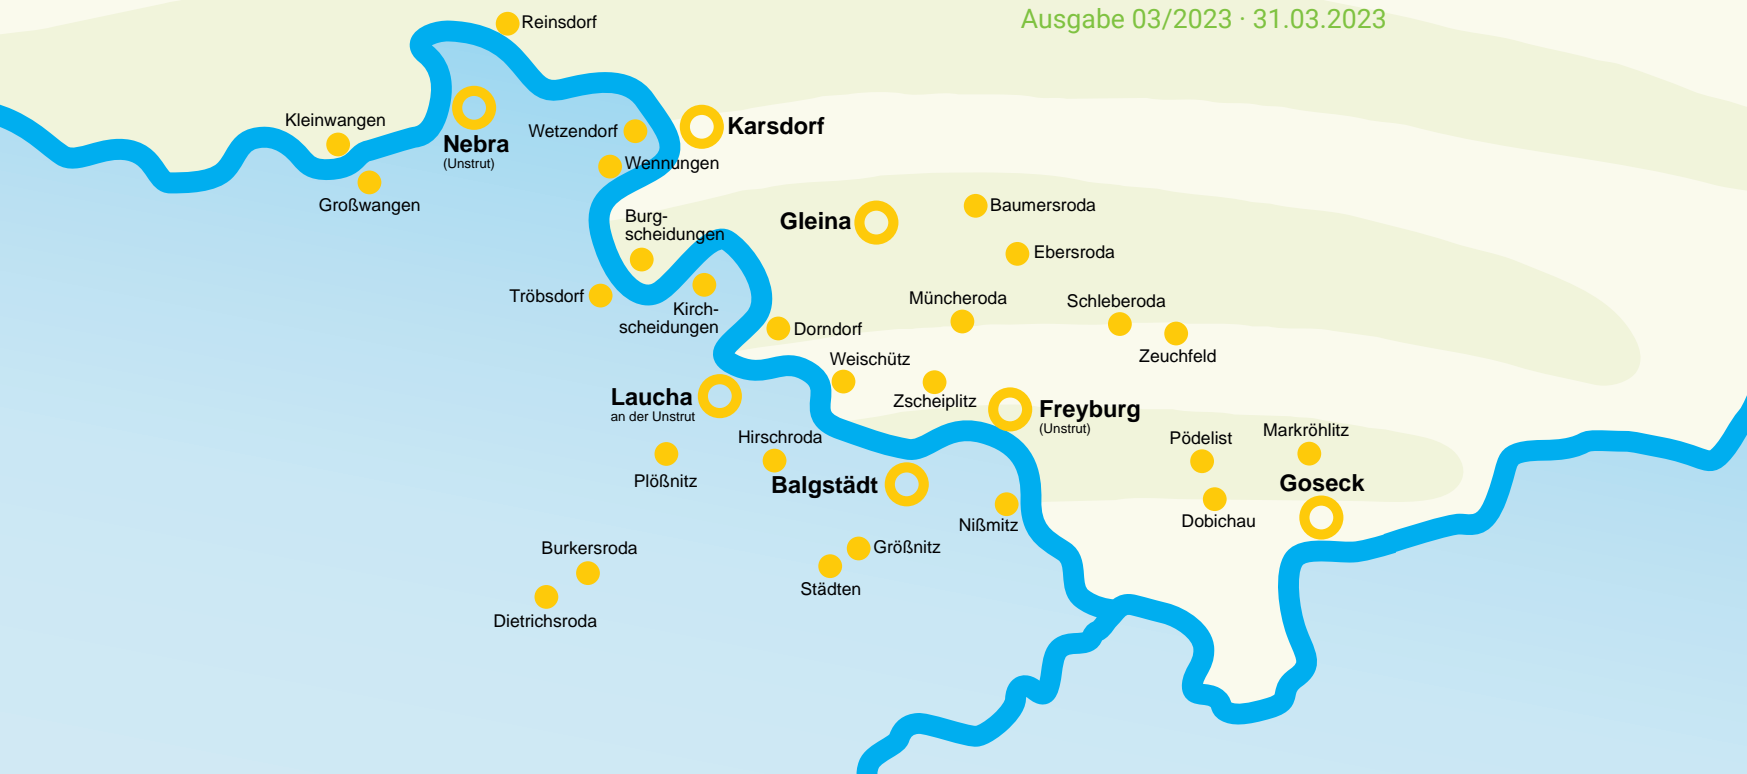 Ausgabe 03/2023 · 31.03.2023
Reinsdorf
Kleinwangen
Nebra
(Unstrut)
Wetzendorf
Karsdorf
Wennungen
Großwangen
Burg-
scheidungen
Gleina
Baumersroda
Ebersroda
Tröbsdorf
Kirch-
scheidungen
Müncheroda
Schleberoda
Dorndorf
Zeuchfeld
Weischütz
Laucha
an der Unstrut
Zscheiplitz
Freyburg
(Unstrut)
Hirschroda
Pödelist
Markröhlitz
Plößnitz
Balgstädt
Goseck
Nißmitz
Dobichau
Burkersroda
Größnitz
Städten
Dietrichsroda